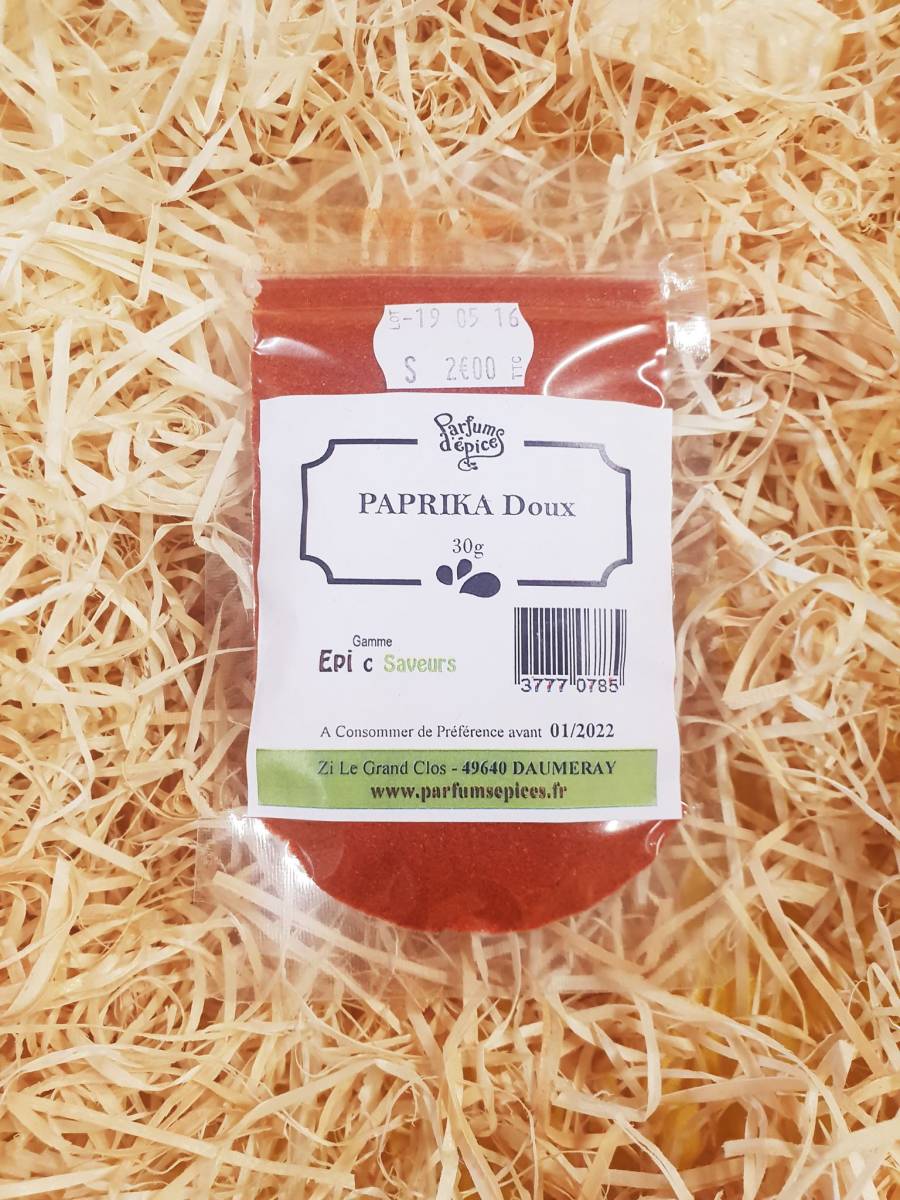 LOT-19 05 16
S 2€00 TTC
Parfums
d'épices
PAPRIKA Doux
30g
Gamme
Epi c Saveurs
3777 0785
A Consommer de Préférence avant 01/2022
Zi Le Grand Clos - 49640 DAUMERAY
www.parfumsepices.fr